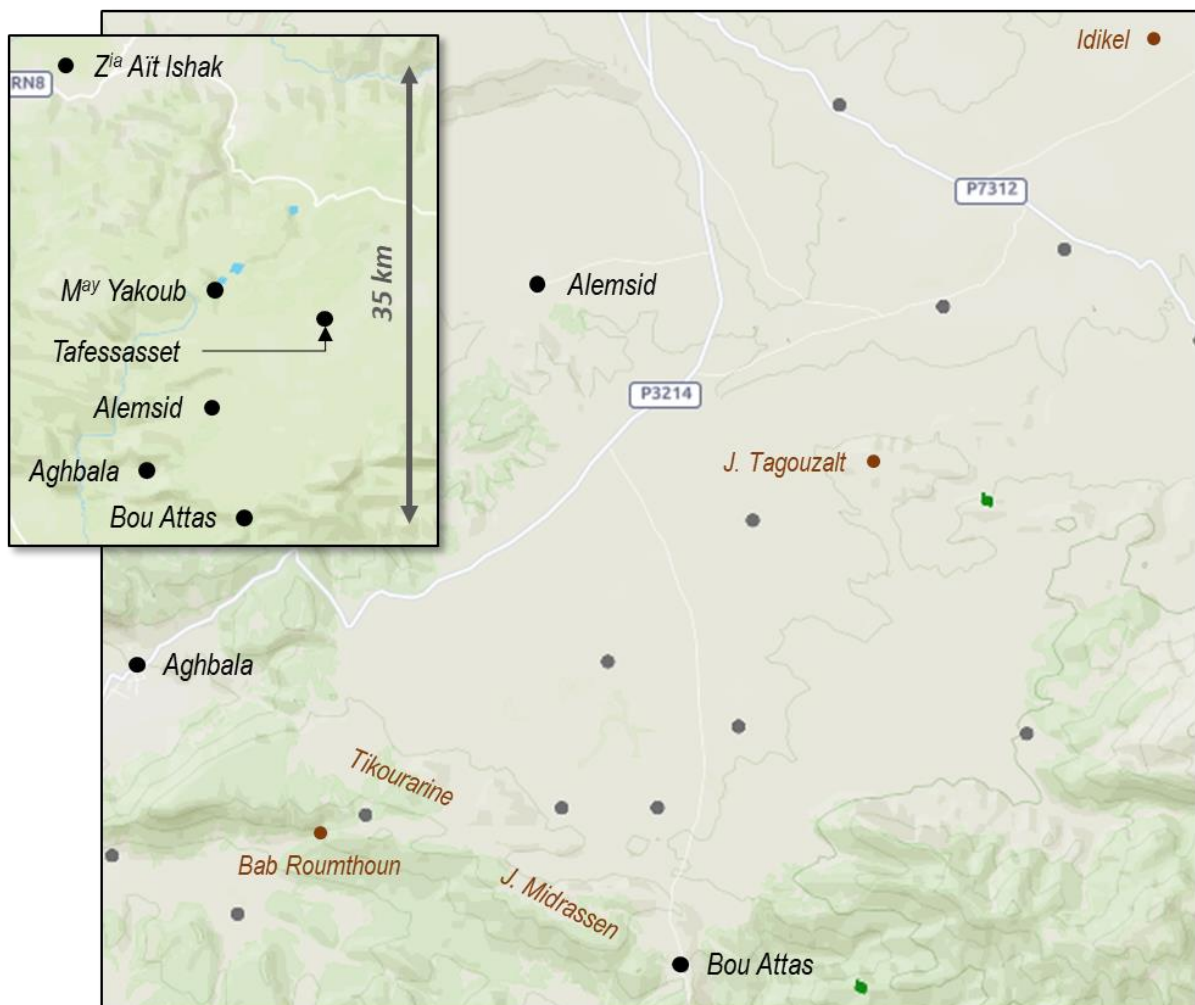 Idikel
Zia Aït Ishak
RN8
P7312
35 km
May Yakoub
Alemsid
Tafessasset
P3214
Alemsid
J. Tagouzalt
Aghbala
Bou Attas
Aghbala
Tikourarine
Bab Roumthoun
J. Midrassen
Bou Attas